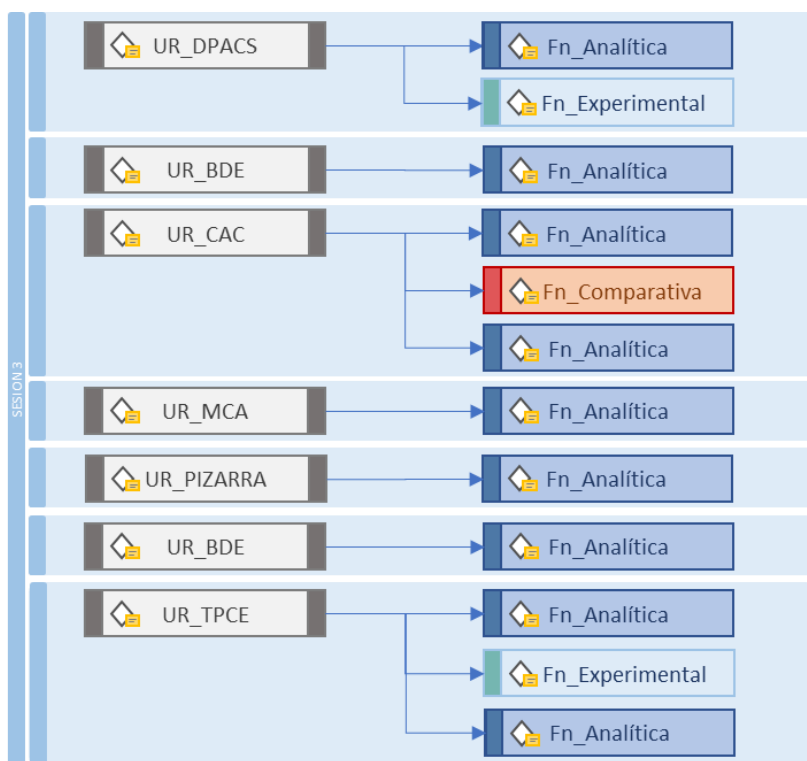 SESION 3
UR_DPACS
Fn_Analítica
Fn_Experimental
UR_BDE
Fn_Analítica
UR_CAC
Fn_Analítica
Fn_Comparativa
Fn_Analítica
UR_MCA
Fn_Analítica
UR_PIZARRA
Fn_Analítica
UR_BDE
Fn_Analítica
UR_TPCE
Fn_Analítica
Fn_Experimental
Fn_Analítica